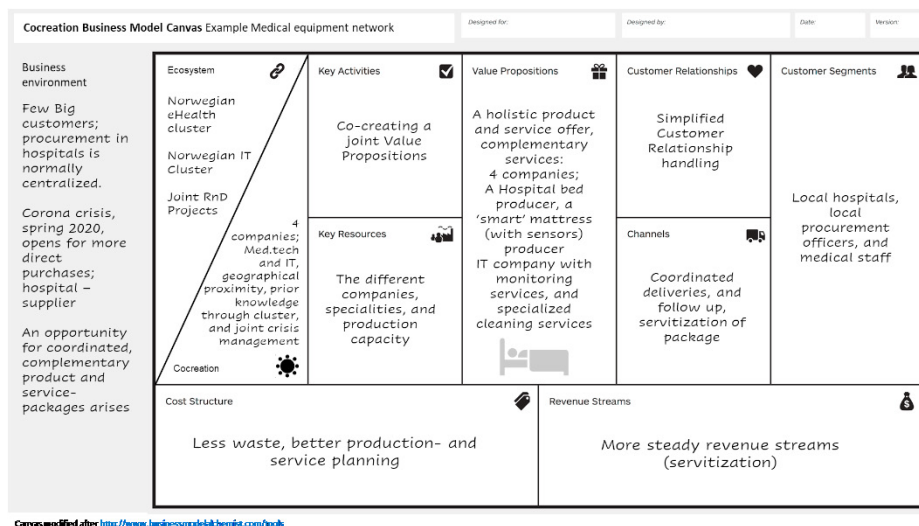 Cocreation Business Model Canvas Example Medical equipment network
Designed for:
Designed by:
Date:
Version:
Business
environment
Few Big
customers;
procurement in
hospitals is
normally
centralized.
Corona crisis,
spring 2020,
opens for more
direct
purchases;
hospital –
supplier
An opportunity
for coordinated,
complementary
product and
service-
packages arises
Ecosystem
Norwegian
eHealth
cluster
Norwegian IT
Cluster
Joint RnD
Projects
4
companies;
Med.tech
and IT,
geographical
proximity, prior
knowledge
through cluster,
and joint crisis
management
Cocreation
Key Activities
Co-creating a
joint Value
Propositions
Key Resources
The different
companies,
specialities, and
production
capacity
Value Propositions
A holistic product
and service offer,
complementary
services:
4 companies;
A Hospital bed
producer, a
‘smart’ mattress
(with sensors)
producer
IT company with
monitoring
services, and
specialized
cleaning services
Customer Relationships
Simplified
Customer
Relationship
handling
Channels
Coordinated
deliveries, and
follow up,
servitization of
package
Customer Segments
Local hospitals,
local
procurement
officers, and
medical staff
Cost Structure
Less waste, better production- and
service planning
Revenue Streams
$
More steady revenue streams
(servitization)
Canvas modified after http://www.businessmodelalchemist.com/tools